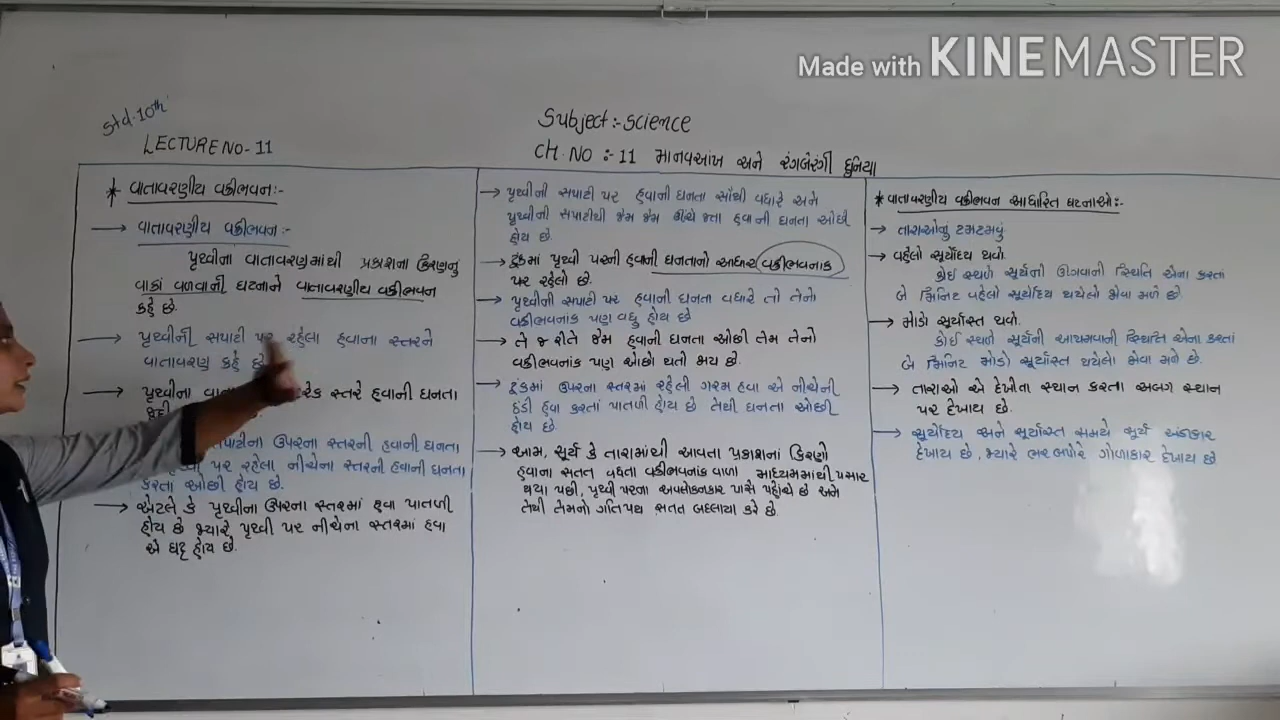 Made with KINEMASTER
Std.10th
Subject:- science
LECTURE NO - 11
CH. NO :- 11 માનવઆંખ અને રંગબેરંગી દુનિયા
* વાતાવરણીય વક્રીભવન:-
→ વાતાવરણીય વક્રીભવન :-
પૃથ્વીના વાતાવરણમાંથી પ્રકાશના કિરણનું
વાંકા વળવાની ઘટનાને વાતાવરણીય વક્રીભવન
કહે છે.
→ પૃથ્વીની સપાટી પર રહેલા હવાના સ્તરને
વાતાવરણ કહે છે.
→ પૃથ્વીના સ્તરે હવાની ઘનતા
સપાટીના ઉપરના સ્તરની હવાની ઘનતા
પર રહેલા નીચેના સ્તરની હવાની ઘનતા
કરતા ઓછી હોય છે.
→ એટલે કે પૃથ્વીના ઉપરના સ્તરમાં હવા પાતળી
હોય છે જ્યારે પૃથ્વી પર નીચેના સ્તરમાં હવા
એ ઘટ્ટ હોય છે.
→ પૃથ્વીની સપાટી પર હવાની ઘનતા સૌથી વધારે અને
પૃથ્વીની સપાટીથી જેમ જેમ ઊંચે જતા હવાની ઘનતા ઓછી
હોય છે.
→ ટૂંકમાં પૃથ્વી પરની હવાની ઘનતાનો આધાર વક્રીભવનાંક
પર રહેલો છે.
→ પૃથ્વીની સપાટી પર હવાની ઘનતા વધારે તો તેનો
વક્રીભવનાંક પણ વધુ હોય છે
→ તે જ રીતે જેમ હવાની ઘનતા ઓછી તેમ તેનો
વક્રીભવનાંક પણ ઓછો થતો જાય છે.
→ ટૂંકમાં ઉપરના સ્તરમાં રહેલી ગરમ હવા એ નીચેની
ઠંડી હવા કરતાં પાતળી હોય છે તેથી ઘનતા ઓછી
હોય છે.
→ આમ, સૂર્ય કે તારામાંથી આવતા પ્રકાશનાં કિરણો
હવાના સતત વધતા વક્રીભવનાંક વાળા માધ્યમમાંથી પસાર
થયા પછી, પૃથ્વી પરના અવલોકનકાર પાસે પહોંચે છે અને
તેથી તેમનો ગતિપથ સતત બદલાયા કરે છે.
* વાતાવરણીય વક્રીભવન આધારિત ઘટનાઓ:-
→ તારાઓનું ટમટમવું
→ વહેલો સૂર્યોદય થવો.
કોઈ સ્થળે સૂર્યની ઊગવાની સ્થિતિ એના કરતાં
બે મિનિટ વહેલો સૂર્યોદય થયેલો જોવા મળે છે.
→ મોડો સૂર્યાસ્ત થવો.
કોઈ સ્થળે સૂર્યની આથમવાની સ્થિતિ એના કરતાં
બે મિનિટ મોડો સૂર્યાસ્ત થયેલો જોવા મળે છે.
→ તારાઓ એ દેખીતા સ્થાન કરતા અલગ સ્થાન
પર દેખાય છે.
→ સૂર્યોદય અને સૂર્યાસ્ત સમયે સૂર્ય અંડાકાર
દેખાય છે, જ્યારે ભરબપોરે ગોળાકાર દેખાય છે